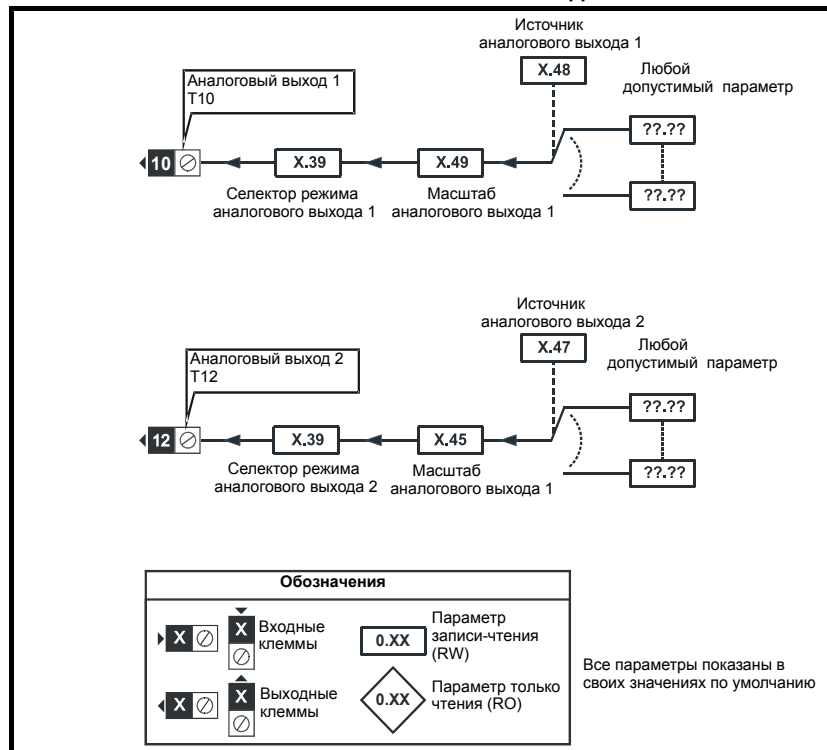 Источник
аналогового выхода 1
X.48
Любой
допустимый параметр
Аналоговый выход 1
T10
10
X.39
X.49
??.??
??.??
Селектор режима
аналогового выхода 1
Масштаб
аналогового выхода 1
Источник
аналогового выхода 2
X.47
Любой
допустимый параметр
Аналоговый выход 2
T12
12
X.39
X.45
??.??
??.??
Селектор режима
аналогового выхода 2
Масштаб
аналогового выхода 1
Обозначения
X
X
Входные
клеммы
0.XX
Параметр
записи-чтения
(RW)
X
X
Выходные
клеммы
0.XX
Параметр только
чтения (RO)
Все параметры показаны в
своих значениях по умолчанию